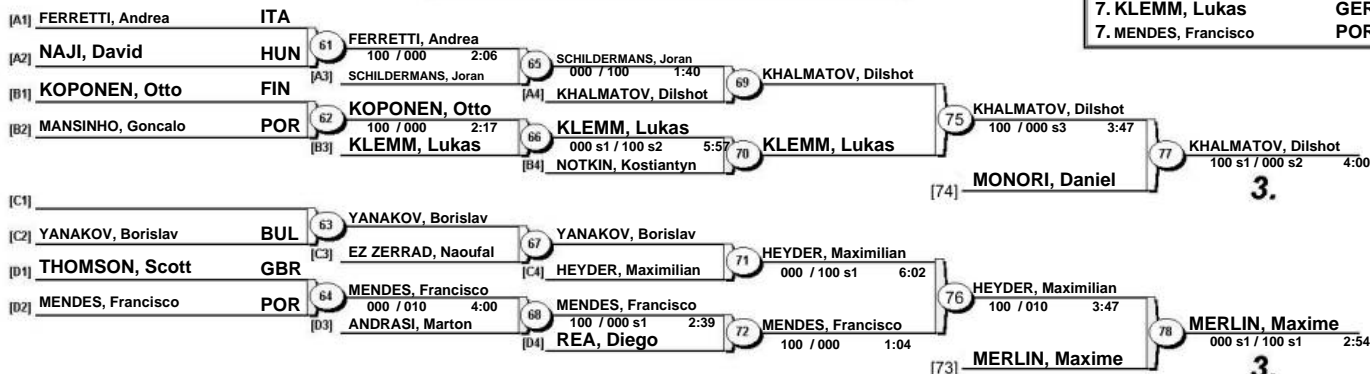 7. KLEMM, Lukas GER
7. MENDES, Francisco POR
[A1] FERRETTI, Andrea ITA
[A2] NAJI, David HUN
61
FERRETTI, Andrea
100 / 000 2:06
[A3] SCHILDERMANS, Joran
65
SCHILDERMANS, Joran
000 / 100 1:40
[A4] KHALMATOV, Dilshot
69
KHALMATOV, Dilshot
[B1] KOPONEN, Otto FIN
[B2] MANSINHO, Goncalo POR
62
KOPONEN, Otto
100 / 000 2:17
[B3] KLEMM, Lukas
66
KLEMM, Lukas
000 s1 / 100 s2 5:57
[B4] NOTKIN, Kostiantyn
70
KLEMM, Lukas
75
KHALMATOV, Dilshot
100 / 000 s3 3:47
[74] MONORI, Daniel
77
KHALMATOV, Dilshot
100 s1 / 000 s2 4:00
3.
[C1]
[C2] YANAKOV, Borislav BUL
63
YANAKOV, Borislav
[C3] EZ ZERRAD, Naoufal
67
YANAKOV, Borislav
[C4] HEYDER, Maximilian
71
HEYDER, Maximilian
000 / 100 s1 6:02
[D1] THOMSON, Scott GBR
[D2] MENDES, Francisco POR
64
MENDES, Francisco
000 / 010 4:00
[D3] ANDRASI, Marton
68
MENDES, Francisco
100 / 000 s1 2:39
[D4] REA, Diego
72
MENDES, Francisco
100 / 000 1:04
76
HEYDER, Maximilian
100 / 010 3:47
[73] MERLIN, Maxime
78
MERLIN, Maxime
000 s1 / 100 s1 2:54
3.